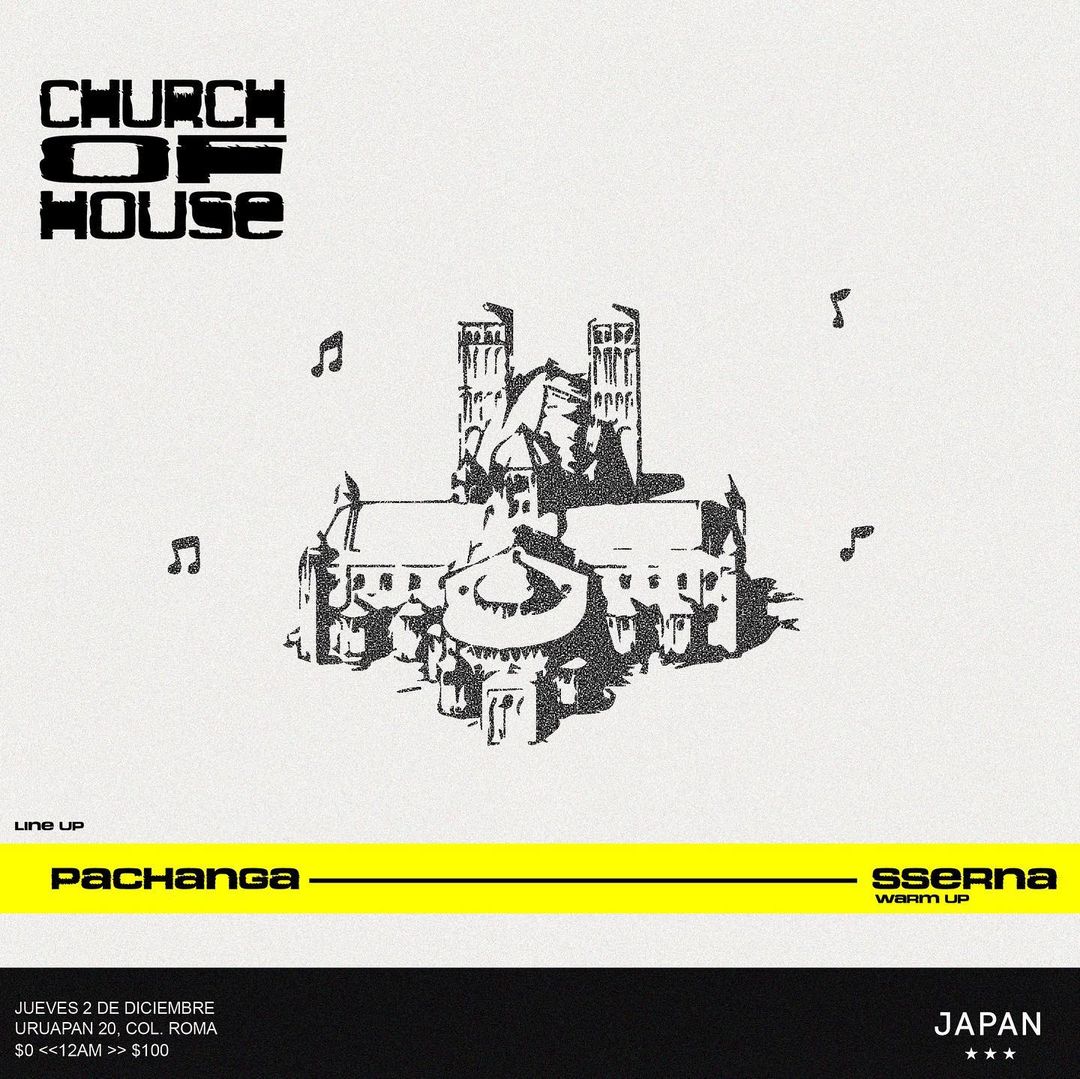 CHURCH
OF
HOUSE
LINE UP
PACHANGA
SSERNA
WARM UP
JUEVES 2 DE DICIEMBRE
URUAPAN 20, COL. ROMA
$0 <<12AM >> $100
JAPAN
★ ★ ★